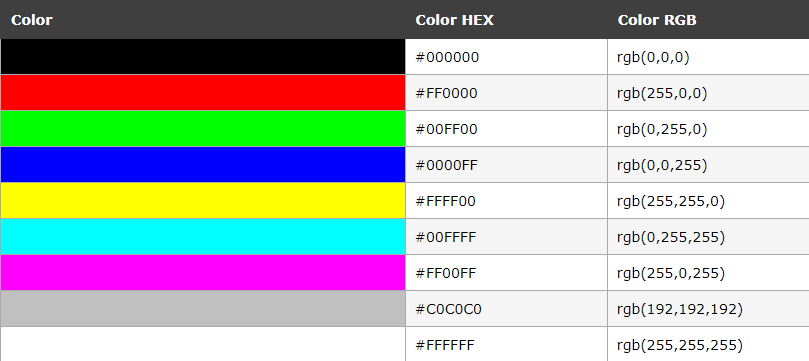 Color Color HEX Color RGB
#000000 rgb(0,0,0)
#FF0000 rgb(255,0,0)
#00FF00 rgb(0,255,0)
#0000FF rgb(0,0,255)
#FFFF00 rgb(255,255,0)
#00FFFF rgb(0,255,255)
#FF00FF rgb(255,0,255)
#C0C0C0 rgb(192,192,192)
#FFFFFF rgb(255,255,255)